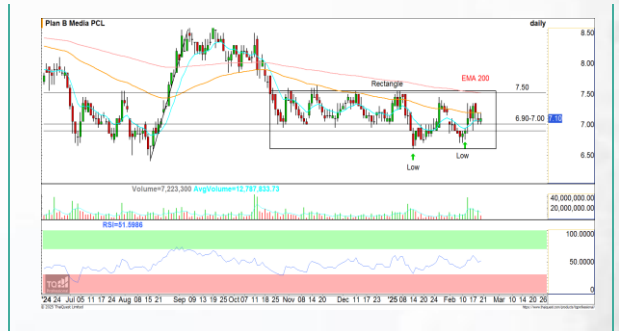 Plan B Media PCL daily
8.50
8.00
EMA 200
Rectangle
7.50
7.50
6.90-7.00
7.10
7.00
6.50
Low
Low
Volume=7,223,300 AvgVolume=12,787,833.73
40,000,000.00
20,000,000.00
RSI=51.5986
100.0000
50.0000
0
'24 24 Jul 05 11 17 24 Aug 08 15 21 Sep 09 13 19 25 Oct 07 11 18 25 Nov 08 14 20 Dec 11 17 23 '25 08 14 20 24 Feb 10 17 21 Mar 10 14 20 26